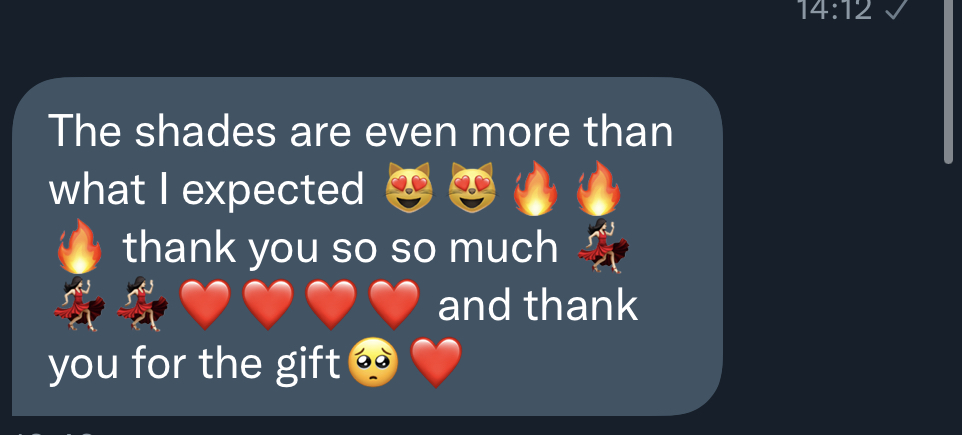 14:12 ✓
The shades are even more than
what I expected 😻😻🔥🔥
🔥 thank you so so much 💃
💃💃❤️❤️❤️❤️ and thank
you for the gift🥺❤️